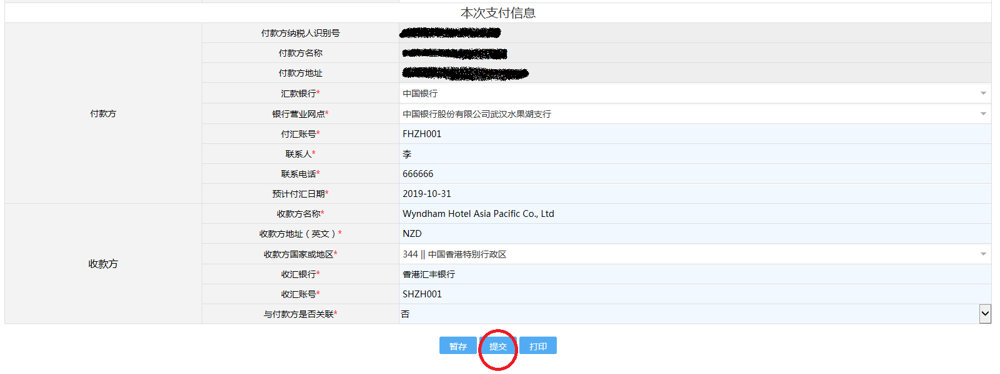 本次支付信息
付款方
付款方纳税人识别号
付款方名称
付款方地址
汇款银行* 中国银行
银行营业网点* 中国银行股份有限公司武汉水果湖支行
付汇账号* FHZH001
联系人* 李
联系电话* 666666
预计付汇日期* 2019-10-31
收款方
收款方名称* Wyndham Hotel Asia Pacific Co., Ltd
收款方地址（英文）* NZD
收款方国家或地区* 344 || 中国香港特别行政区
收汇银行* 香港汇丰银行
收汇账号* SHZH001
与付款方是否关联* 否
暂存 提交 打印